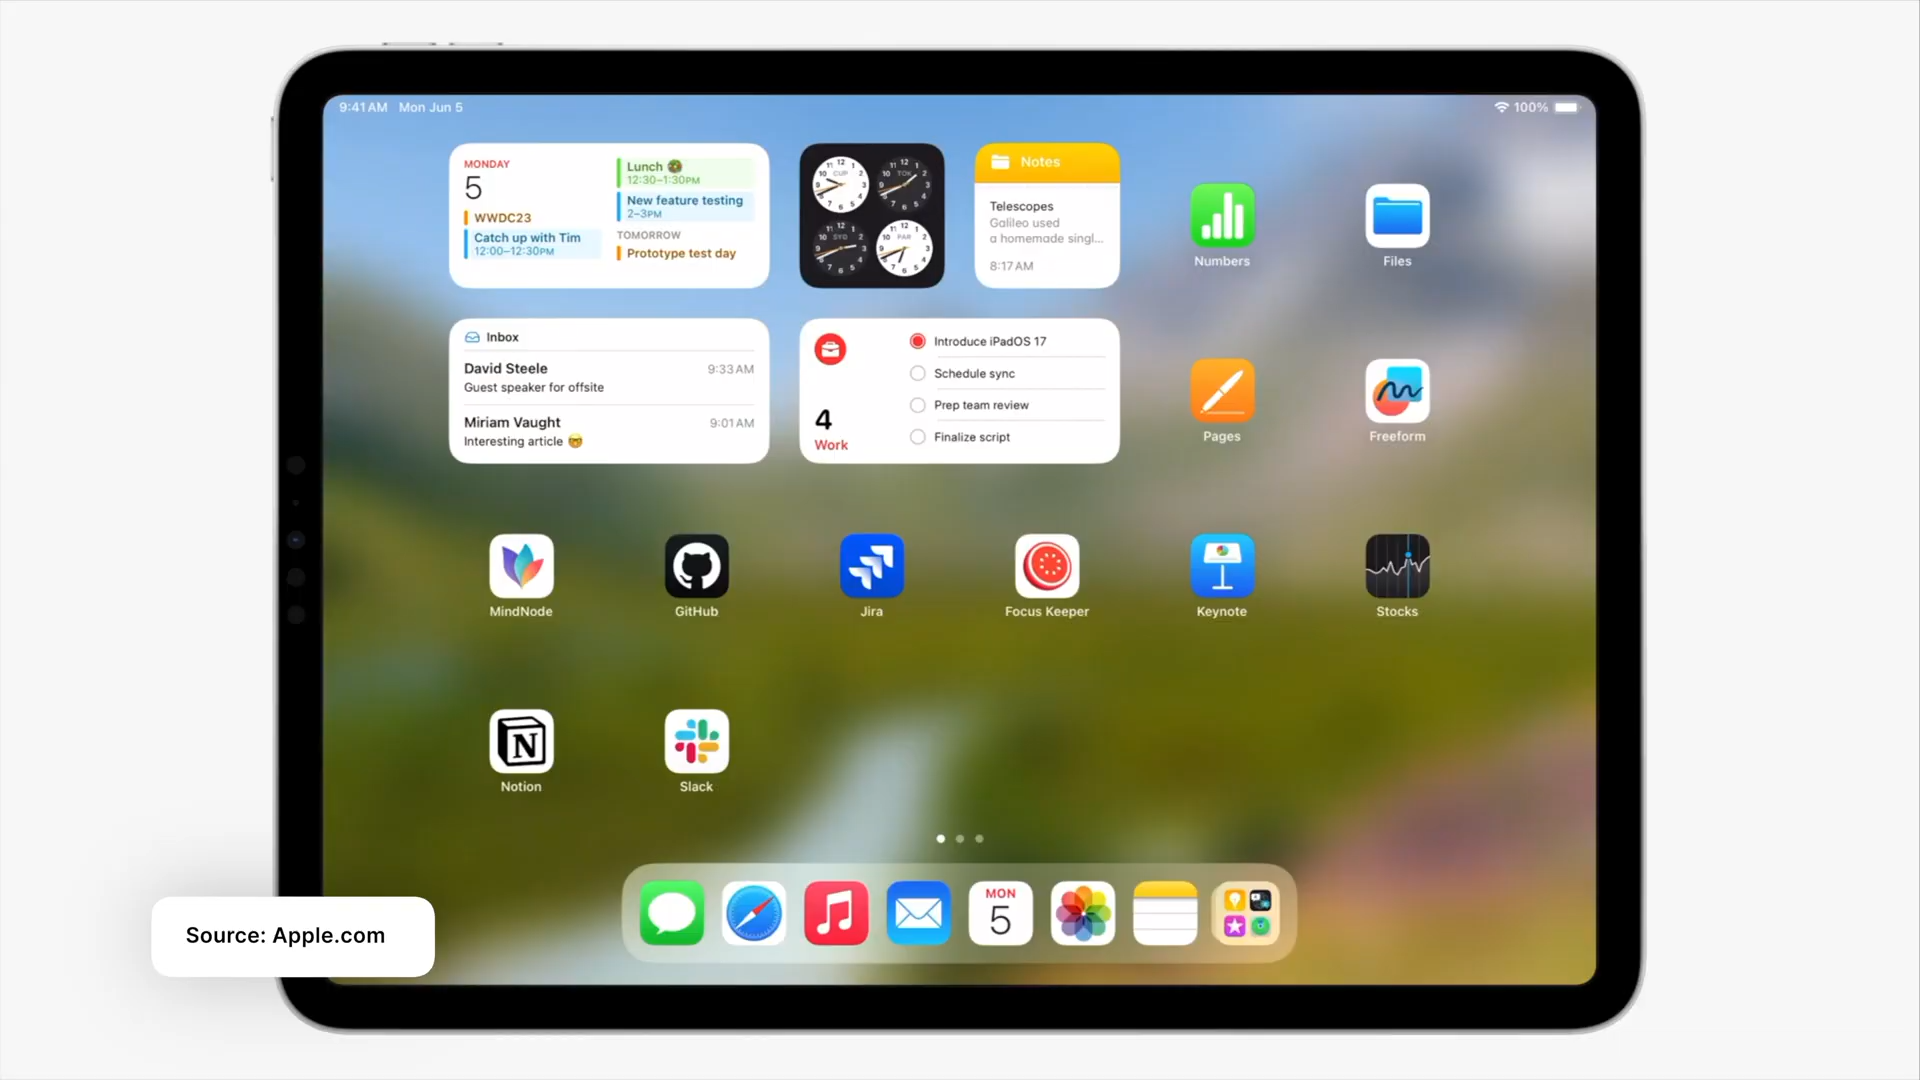 9:41 AM Mon Jun 5
100%
MONDAY
5
WWDC23
Catch up with Tim
12:00–12:30PM
Lunch
12:30–1:30PM
New feature testing
2–3PM
TOMORROW
Prototype test day
CUP
TOK
SYD
PAR
Notes
Telescopes
Galileo used
a homemade singl...
8:17 AM
Numbers
Files
Inbox
David Steele
9:33 AM
Guest speaker for offsite
Miriam Vaught
9:01 AM
Interesting article
4
Work
Introduce iPadOS 17
Schedule sync
Prep team review
Finalize script
Pages
Freeform
MindNode
GitHub
Jira
Focus Keeper
Keynote
Stocks
N
Notion
Slack
MON
5
Source: Apple.com